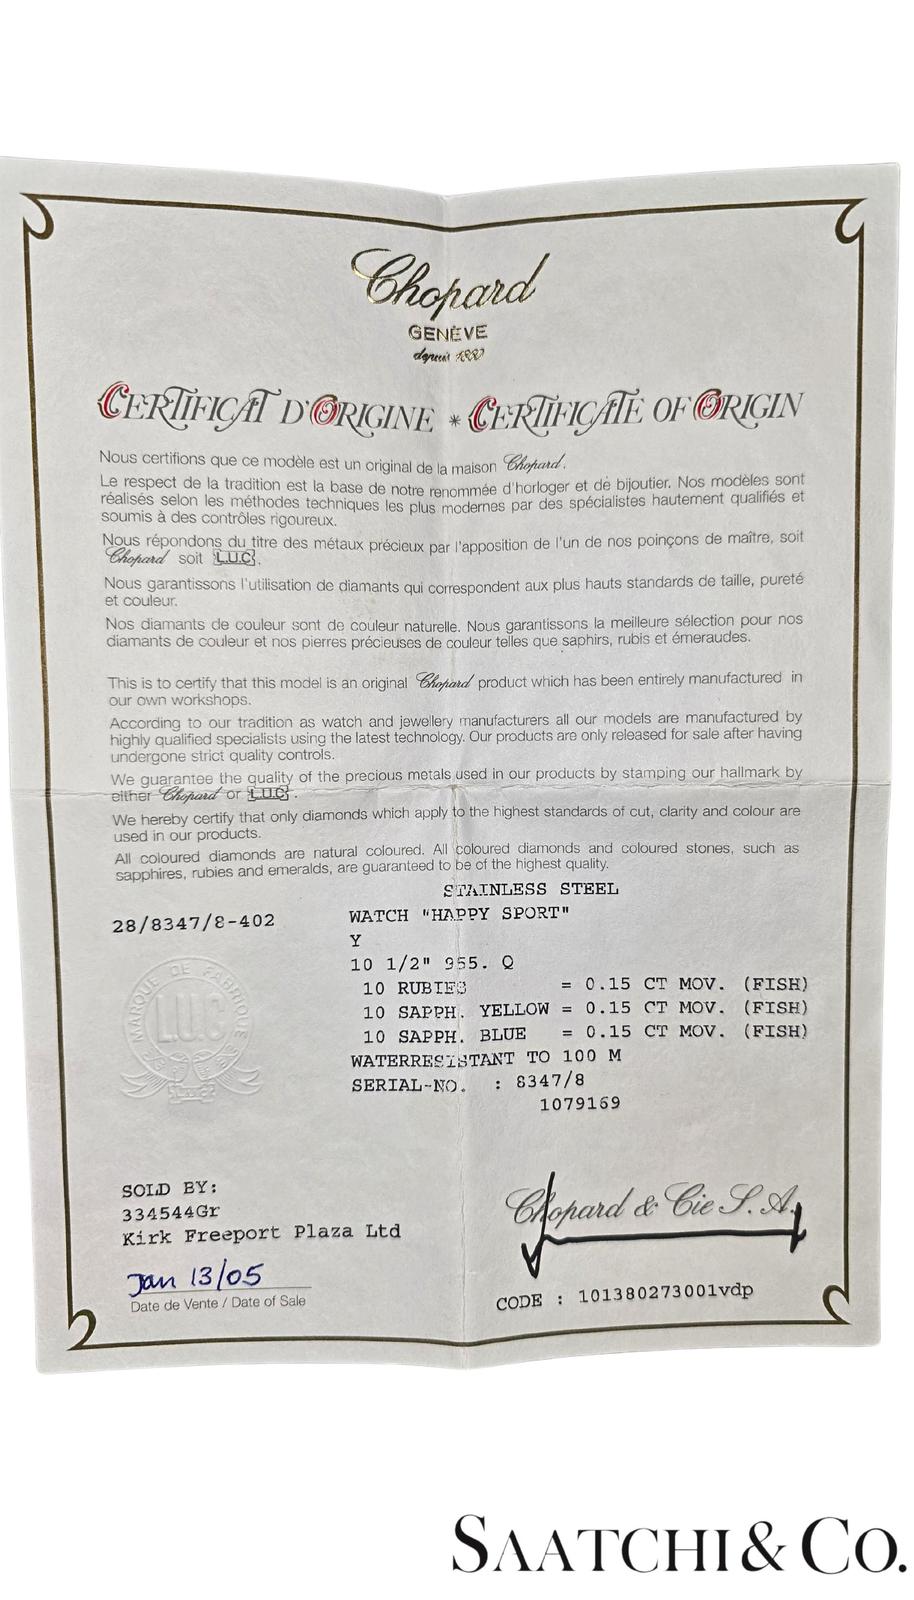 Chopard
GENÈVE
depuis 1860
CERTIFICAT D'ORIGINE * CERTIFICATE OF ORIGIN
Nous certifions que ce modèle est un original de la maison Chopard.
Le respect de la tradition est la base de notre renommée d'horloger et de bijoutier. Nos modèles sont
réalisés selon les méthodes techniques les plus modernes par des spécialistes hautement qualifiés et
soumis à des contrôles rigoureux.
Nous répondons du titre des métaux précieux par l'apposition de l'un de nos poinçons de maître, soit
Chopard soit L.U.C.
Nous garantissons l'utilisation de diamants qui correspondent aux plus hauts standards de taille, pureté
et couleur.
Nos diamants de couleur sont de couleur naturelle. Nous garantissons la meilleure sélection pour nos
diamants de couleur et nos pierres précieuses de couleur telles que saphirs, rubis et émeraudes.
This is to certify that this model is an original Chopard product which has been entirely manufactured in
our own workshops.
According to our tradition as watch and jewellery manufacturers all our models are manufactured by
highly qualified specialists using the latest technology. Our products are only released for sale after having
undergone strict quality controls.
We guarantee the quality of the precious metals used in our products by stamping our hallmark by
either Chopard or L.U.C.
We hereby certify that only diamonds which apply to the highest standards of cut, clarity and colour are
used in our products.
All coloured diamonds are natural coloured. All coloured diamonds and coloured stones, such as
sapphires, rubies and emeralds, are guaranteed to be of the highest quality.
STAINLESS STEEL
28/8347/8-402 WATCH "HAPPY SPORT"
Y
10 1/2" 955. Q
10 RUBIES = 0.15 CT MOV. (FISH)
10 SAPPH. YELLOW = 0.15 CT MOV. (FISH)
10 SAPPH. BLUE = 0.15 CT MOV. (FISH)
WATERRESISTANT TO 100 M
SERIAL-NO. : 8347/8
1079169
MARQUE DE FABRIQUE
L.U.C
SOLD BY:
334544Gr
Kirk Freeport Plaza Ltd
Jan 13/05
Date de Vente / Date of Sale
Chopard & Cie S.A.
CODE : 101380273001vdp
SAATCHI & CO.